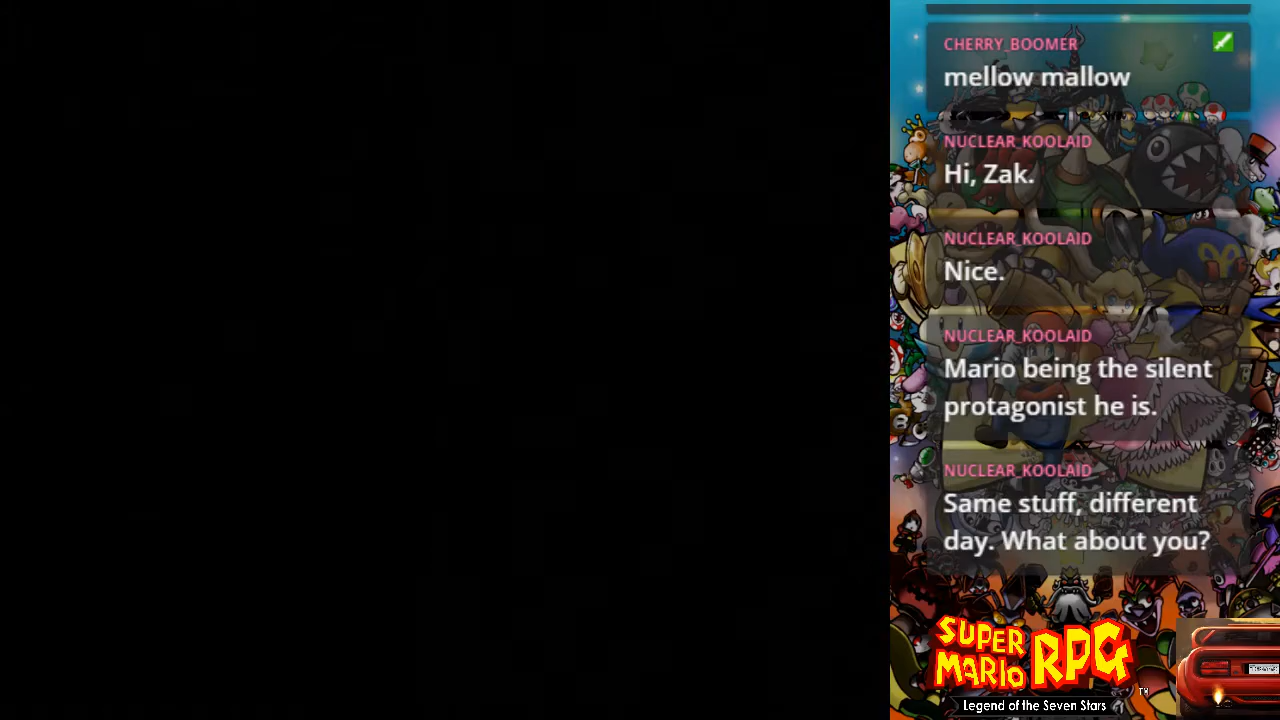 CHERRY_BOOMER
mellow mallow
NUCLEAR_KOOLAID
Hi, Zak.
NUCLEAR_KOOLAID
Nice.
NUCLEAR_KOOLAID
Mario being the silent
protagonist he is.
NUCLEAR_KOOLAID
Same stuff, different
day. What about you?
SUPER
MARIO
RPG
TM
Legend of the Seven Stars